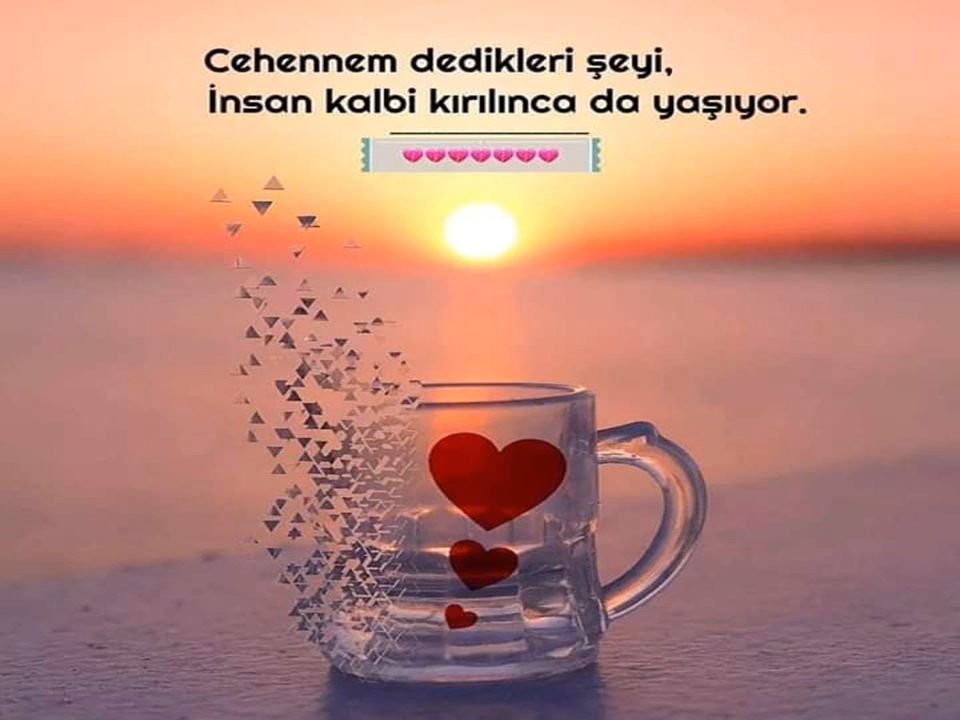 Cehennem dedikleri şeyi,
İnsan kalbi kırılınca da yaşıyor.